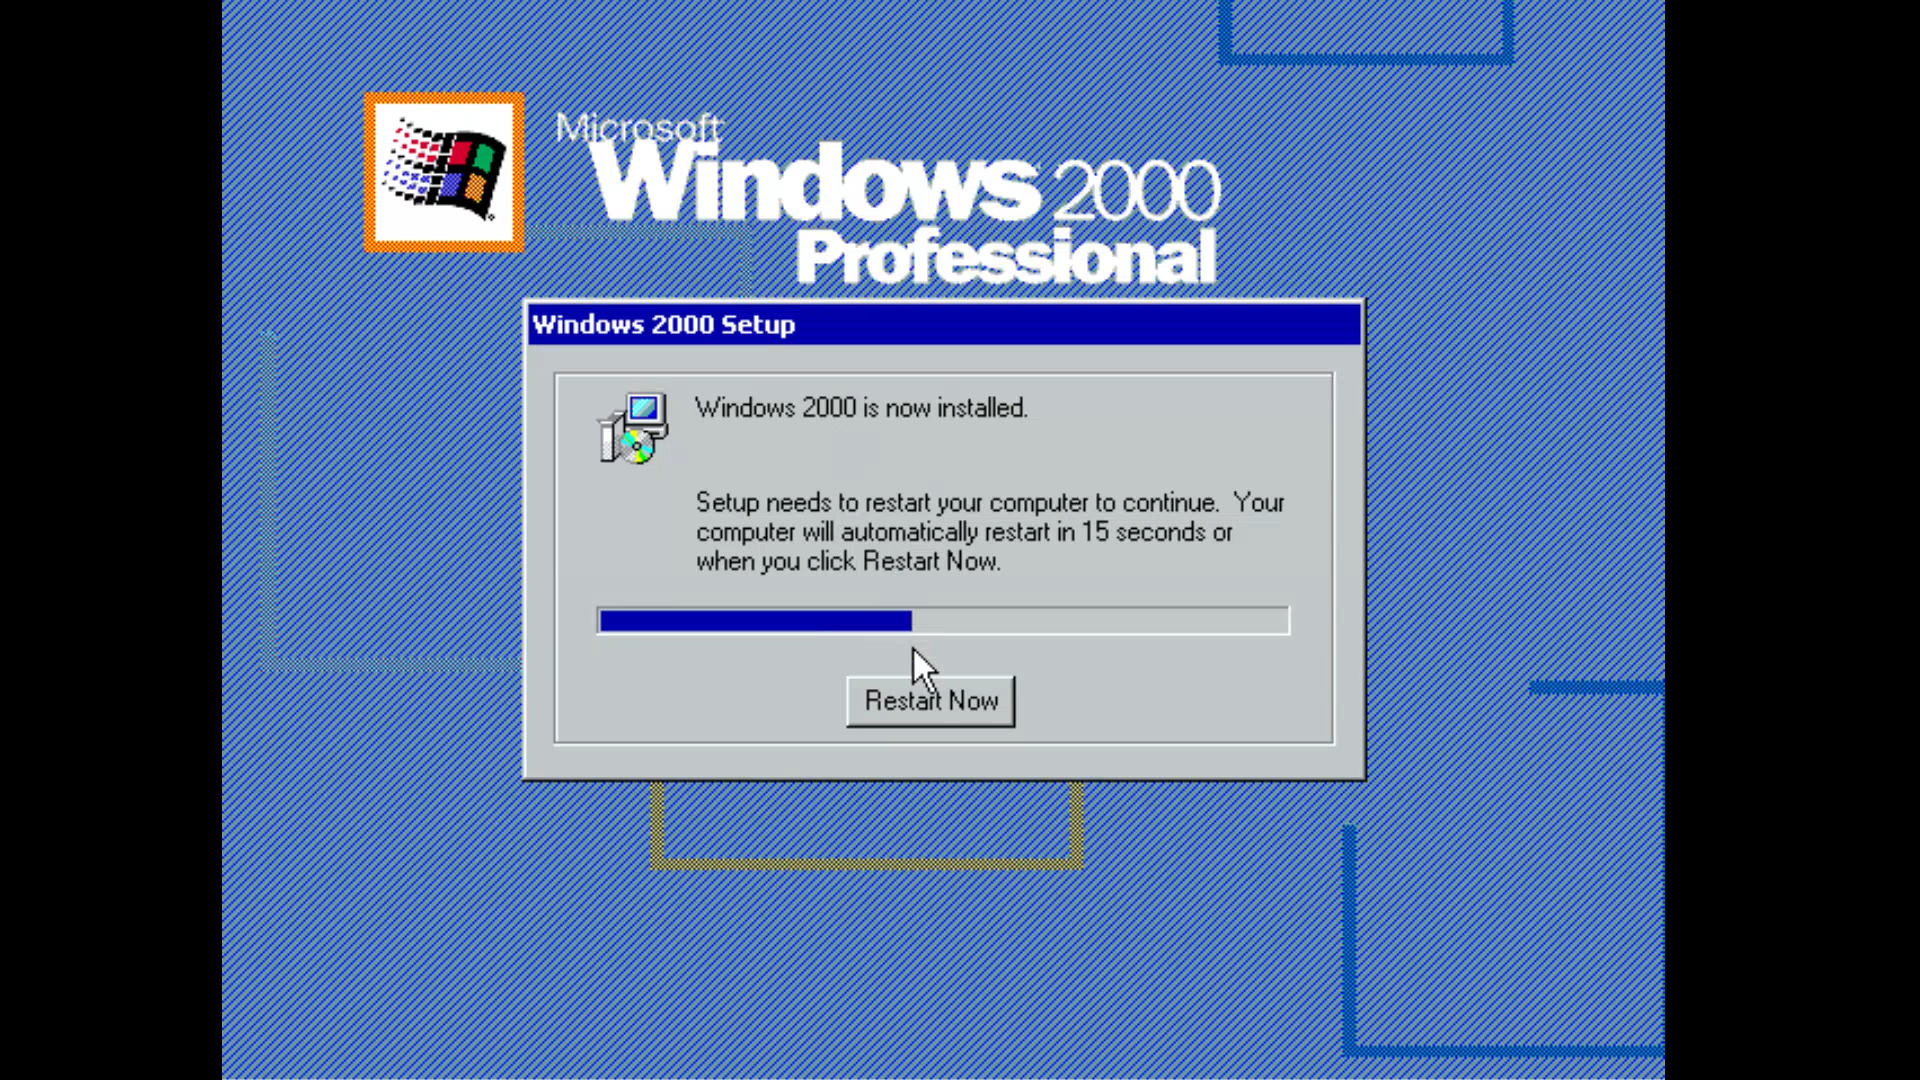 Microsoft
Windows 2000
Professional
Windows 2000 Setup
Windows 2000 is now installed.
Setup needs to restart your computer to continue.  Your
computer will automatically restart in 15 seconds or
when you click Restart Now.
Restart Now